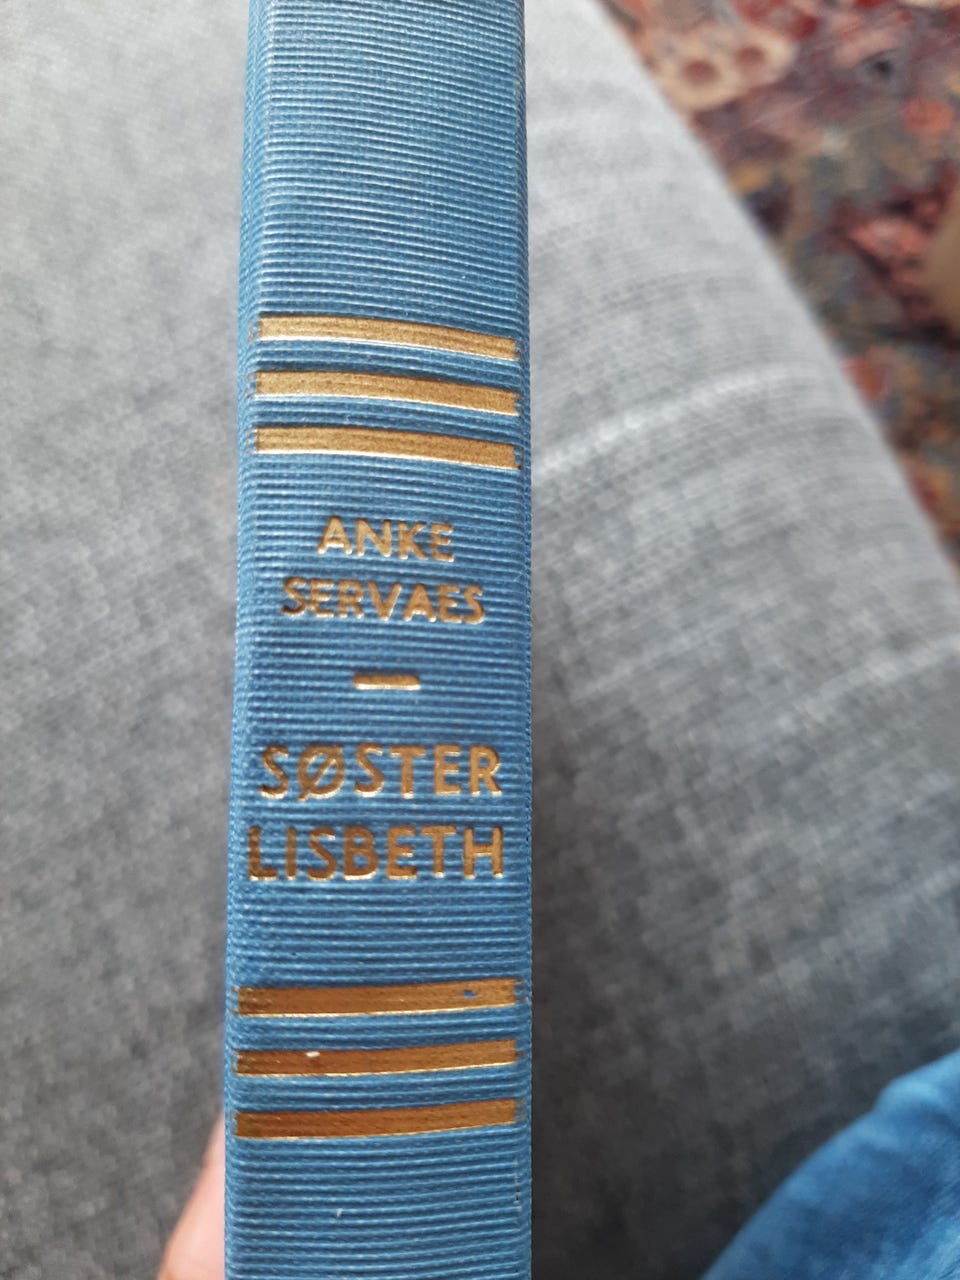 ANKE
SERVAES
—
SØSTER
LISBETH